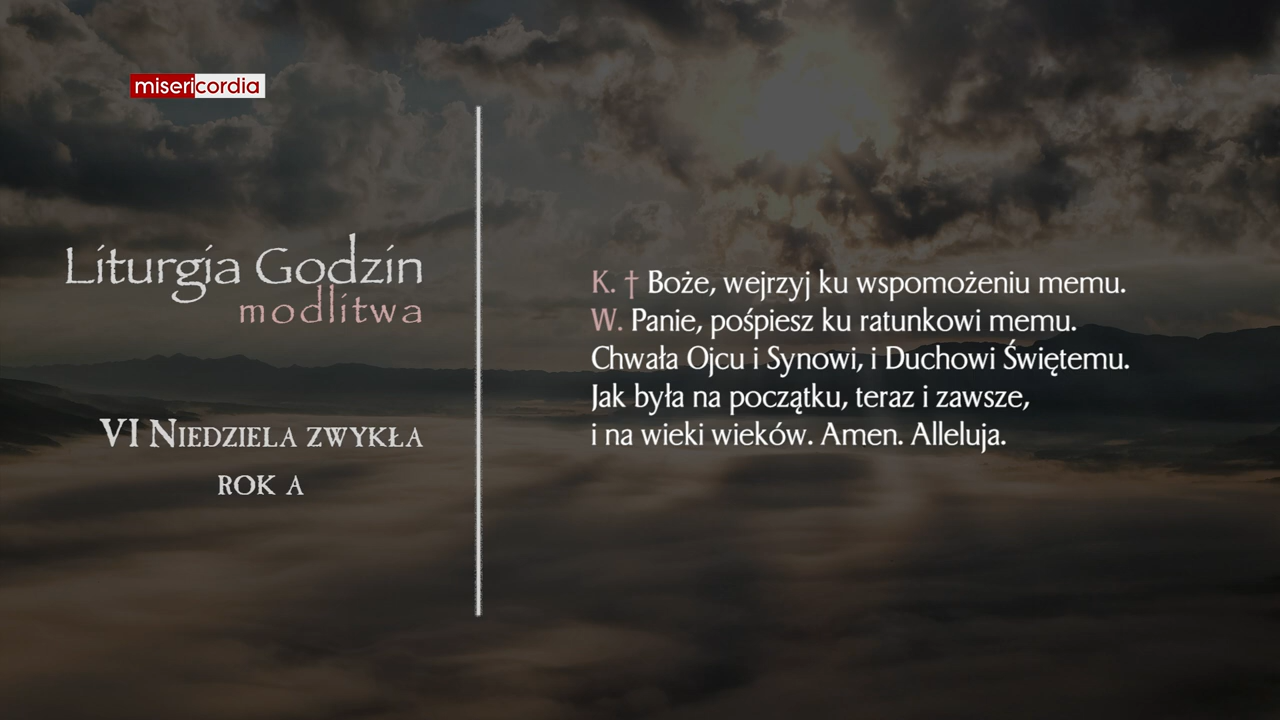 misericordia
Liturgia Godzin
modlitwa
VI Niedziela zwykła
rok A
K. † Boże, wejrzyj ku wspomożeniu memu.
W. Panie, pośpiesz ku ratunkowi memu.
Chwała Ojcu i Synowi, i Duchowi Świętemu.
Jak była na początku, teraz i zawsze,
i na wieki wieków. Amen. Alleluja.